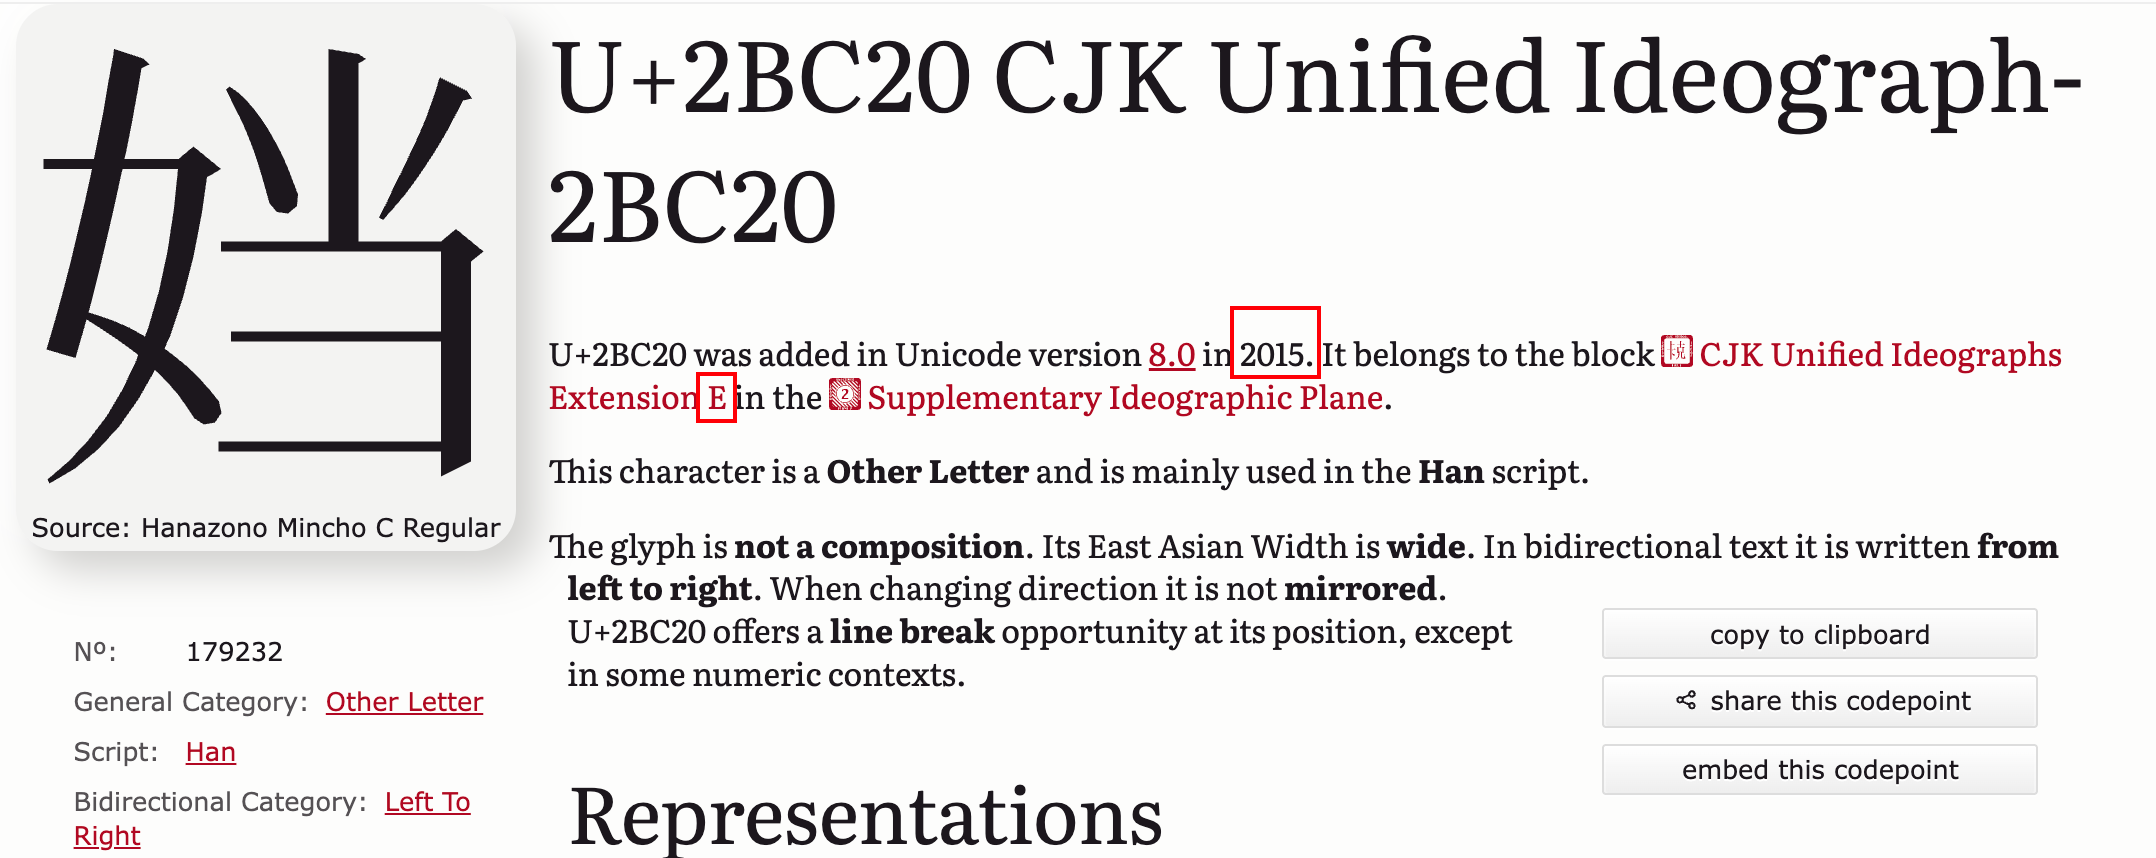 𫰠
Source: Hanazono Mincho C Regular
Nº: 179232
General Category: Other Letter
Script: Han
Bidirectional Category: Left To
Right
U+2BC20 CJK Unified Ideograph-
2BC20
U+2BC20 was added in Unicode version 8.0 in 2015. It belongs to the block CJK Unified Ideographs
Extension E in the 2 Supplementary Ideographic Plane.
This character is a Other Letter and is mainly used in the Han script.
The glyph is not a composition. Its East Asian Width is wide. In bidirectional text it is written from
left to right. When changing direction it is not mirrored.
U+2BC20 offers a line break opportunity at its position, except
in some numeric contexts.
copy to clipboard
share this codepoint
embed this codepoint
Representations